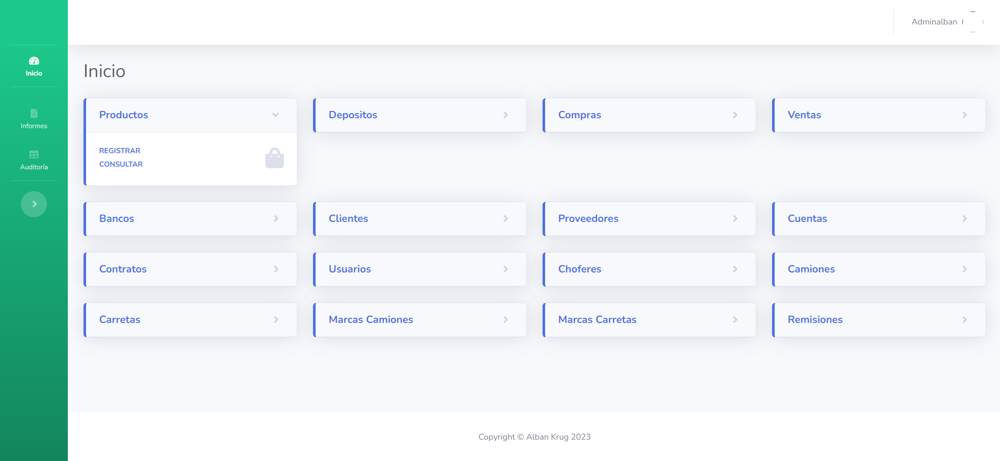 Adminalban
Inicio
Informes
Auditoría
Inicio
Productos
REGISTRAR
CONSULTAR
Depositos
Compras
Ventas
Bancos
Clientes
Proveedores
Cuentas
Contratos
Usuarios
Choferes
Camiones
Carretas
Marcas Camiones
Marcas Carretas
Remisiones
Copyright © Alban Krug 2023